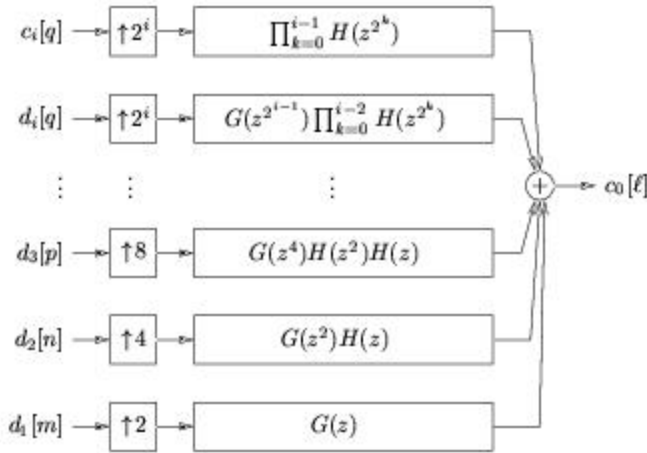 c_i[q] ↑2^i ∏_{k=0}^{i-1} H(z^{2^k})
d_i[q] ↑2^i G(z^{2^{i-1}}) ∏_{k=0}^{i-2} H(z^{2^k})
⋮ ⋮ ⋮
+ c_0[ℓ]
d_3[p] ↑8 G(z^4)H(z^2)H(z)
d_2[n] ↑4 G(z^2)H(z)
d_1[m] ↑2 G(z)